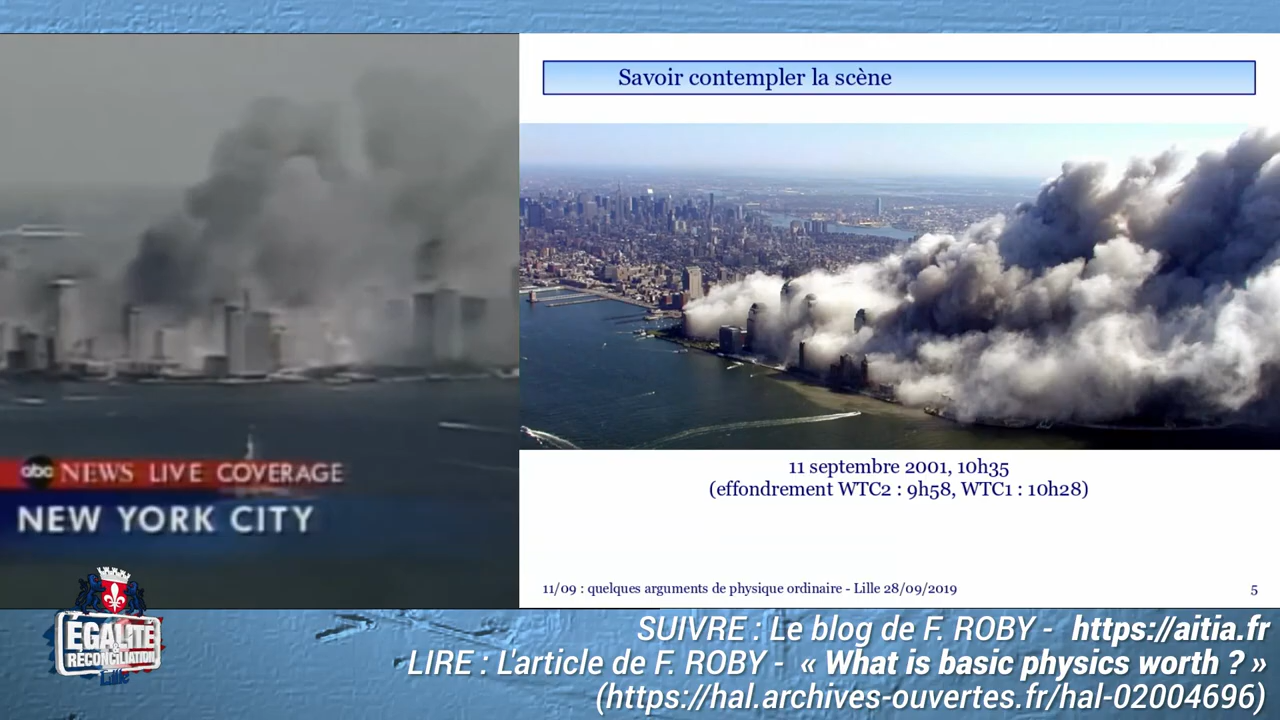 Savoir contempler la scène
abc NEWS LIVE COVERAGE
NEW YORK CITY
11 septembre 2001, 10h35
(effondrement WTC2 : 9h58, WTC1 : 10h28)
11/09 : quelques arguments de physique ordinaire - Lille 28/09/2019
5
ÉGALITÉ
&
RÉCONCILIATION
Lille
SUIVRE : Le blog de F. ROBY - https://aitia.fr
LIRE : L'article de F. ROBY - « What is basic physics worth ? »
(https://hal.archives-ouvertes.fr/hal-02004696)